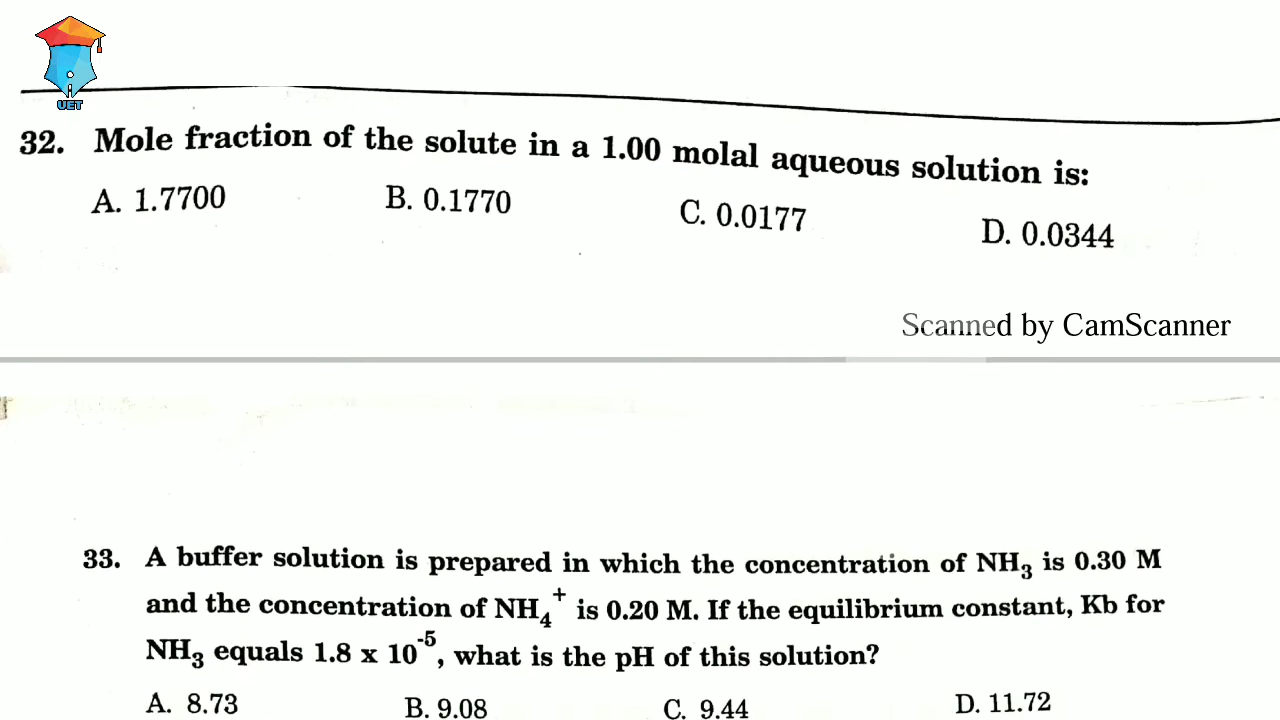 UET
32. Mole fraction of the solute in a 1.00 molal aqueous solution is:
A. 1.7700 B. 0.1770 C. 0.0177 D. 0.0344
Scanned by CamScanner
33. A buffer solution is prepared in which the concentration of NH₃ is 0.30 M
and the concentration of NH₄⁺ is 0.20 M. If the equilibrium constant, Kb for
NH₃ equals 1.8 x 10⁻⁵, what is the pH of this solution?
A. 8.73 B. 9.08 C. 9.44 D. 11.72